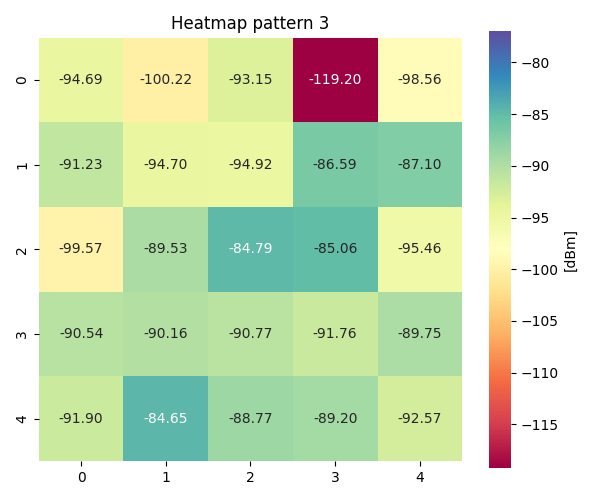 Heatmap pattern 3
0 -94.69 -100.22 -93.15 -119.20 -98.56
1 -91.23 -94.70 -94.92 -86.59 -87.10
2 -99.57 -89.53 -84.79 -85.06 -95.46
3 -90.54 -90.16 -90.77 -91.76 -89.75
4 -91.90 -84.65 -88.77 -89.20 -92.57
0 1 2 3 4
−80
−85
−90
−95
−100
−105
−110
−115
[dBm]